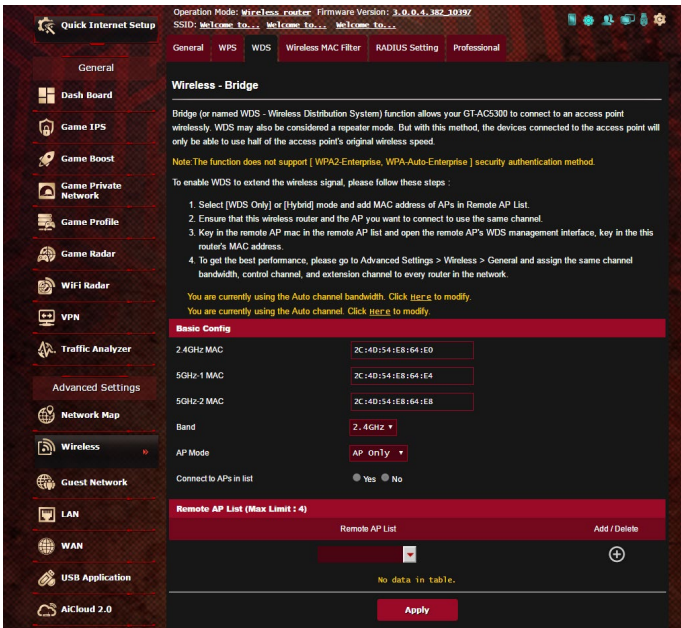 Quick Internet Setup
General
Dash Board
Game IPS
Game Boost
Game Private
Network
Game Profile
Game Radar
WiFi Radar
VPN
Traffic Analyzer
Advanced Settings
Network Map
Wireless
Guest Network
LAN
WAN
USB Application
AiCloud 2.0
Operation Mode: Wireless router Firmware Version: 3.0.0.4.382_10397
SSID: Welcome to... Welcome to... Welcome to...
General WPS WDS Wireless MAC Filter RADIUS Setting Professional
Wireless - Bridge
Bridge (or named WDS - Wireless Distribution System) function allows your GT-AC5300 to connect to an access point
wirelessly. WDS may also be considered a repeater mode. But with this method, the devices connected to the access point will
only be able to use half of the access point's original wireless speed.
Note:The function does not support [ WPA2-Enterprise, WPA-Auto-Enterprise ] security authentication method.
To enable WDS to extend the wireless signal, please follow these steps :
1. Select [WDS Only] or [Hybrid] mode and add MAC address of APs in Remote AP List.
2. Ensure that this wireless router and the AP you want to connect to use the same channel.
3. Key in the remote AP mac in the remote AP list and open the remote AP's WDS management interface, key in the this
router's MAC address.
4. To get the best performance, please go to Advanced Settings > Wireless > General and assign the same channel
bandwidth, control channel, and extension channel to every router in the network.
You are currently using the Auto channel bandwidth. Click Here to modify.
You are currently using the Auto channel. Click Here to modify.
Basic Config
2.4GHz MAC 2C:4D:54:E8:64:E0
5GHz-1 MAC 2C:4D:54:E8:64:E4
5GHz-2 MAC 2C:4D:54:E8:64:E8
Band 2.4GHz
AP Mode AP Only
Connect to APs in list Yes No
Remote AP List (Max Limit : 4)
Remote AP List Add / Delete
No data in table.
Apply